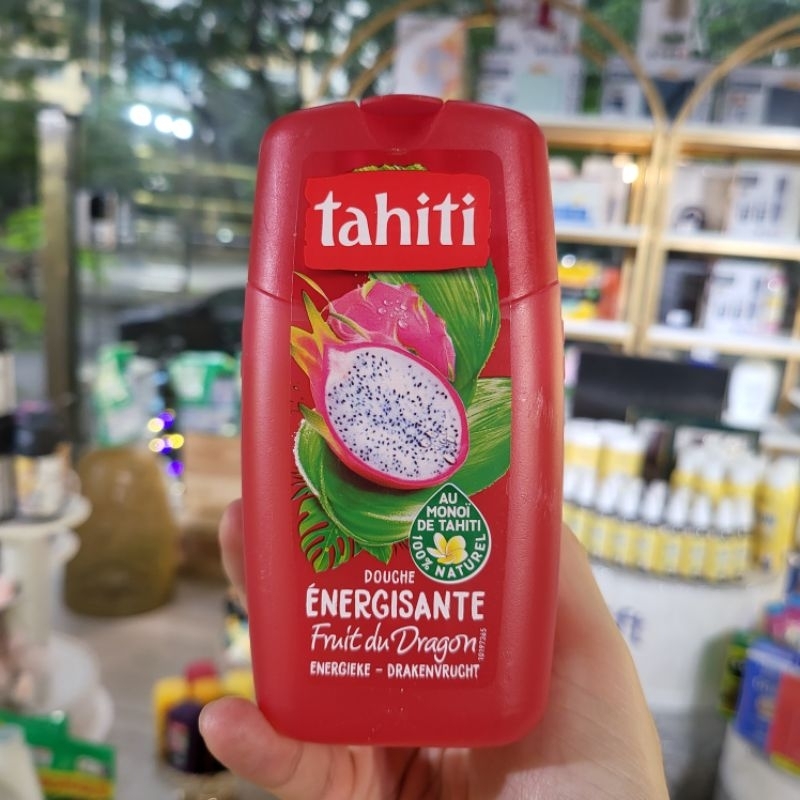 tahiti
AU
MONOÏ
DE TAHITI
100% NATUREL
DOUCHE
ÉNERGISANTE
Fruit du Dragon
ENERGIEKE – DRAKENVRUCHT